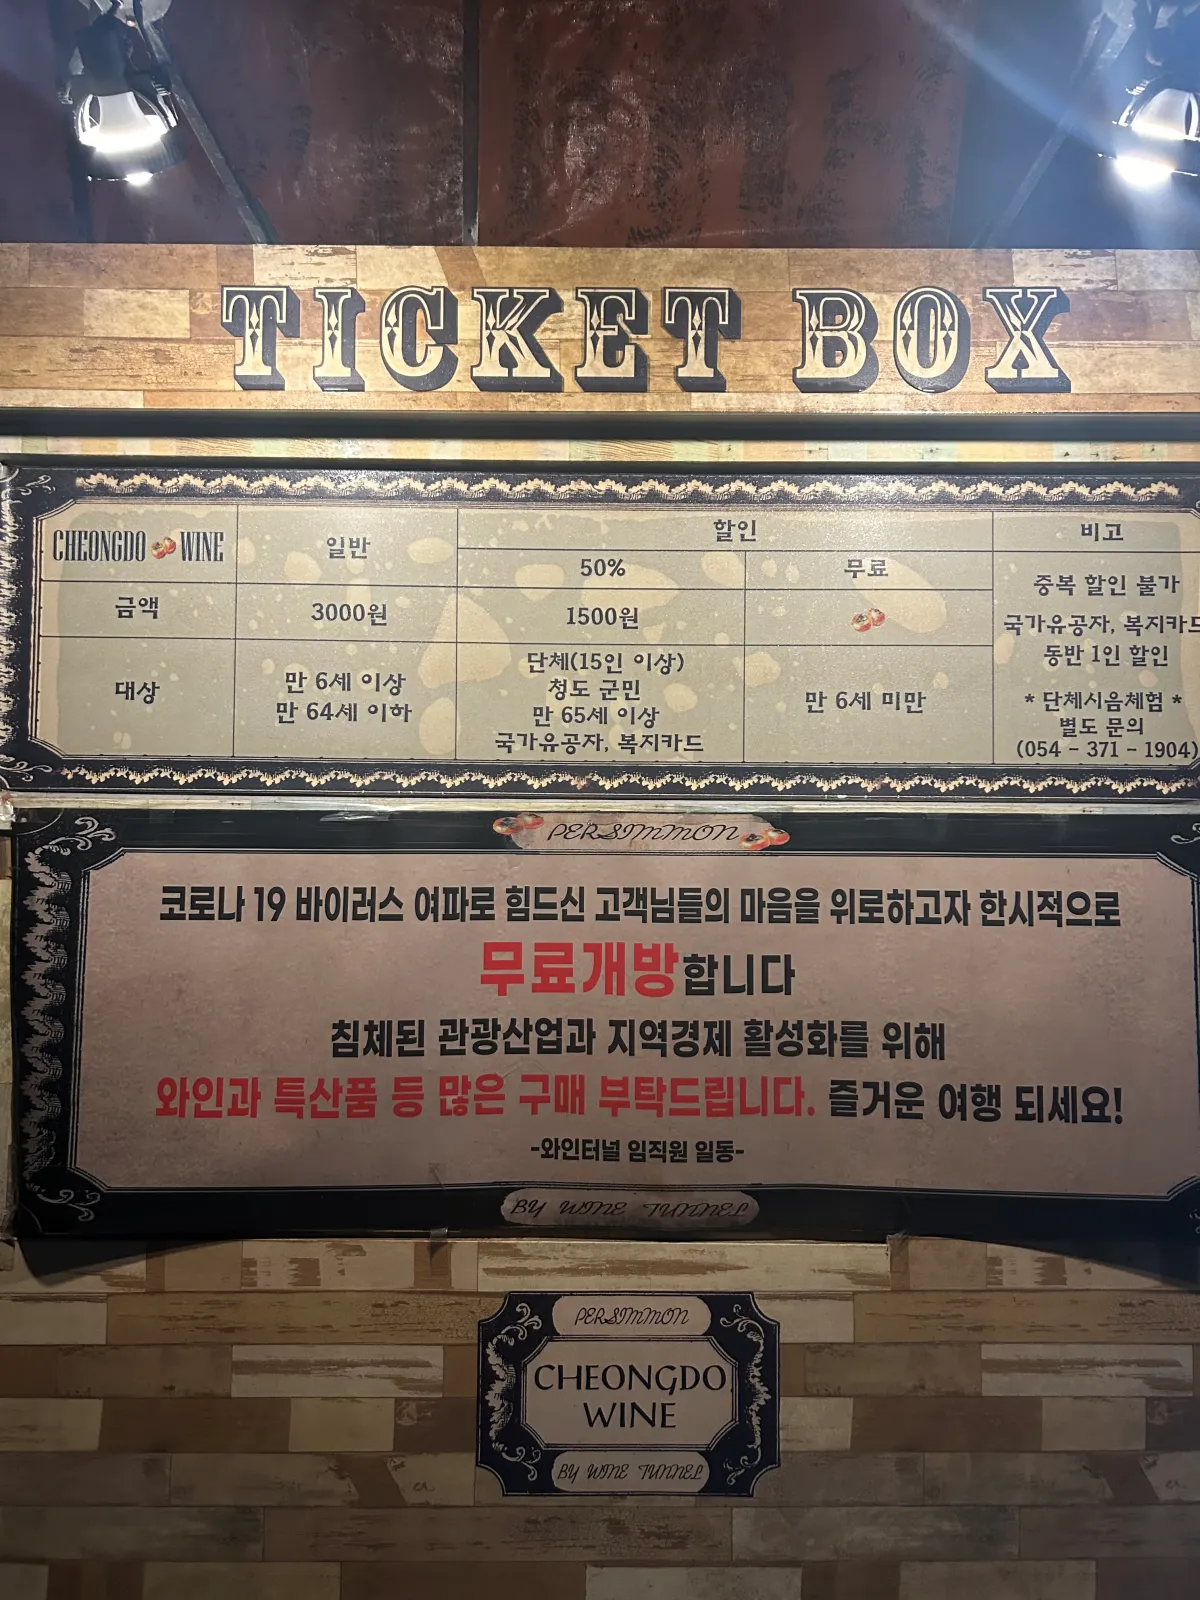 TICKET BOX
CHEONGDO WINE
일반
할인
비고
50%
무료
금액
3000원
1500원
대상
만 6세 이상
만 64세 이하
단체(15인 이상)
청도 군민
만 65세 이상
국가유공자, 복지카드
만 6세 미만
중복 할인 불가
국가유공자, 복지카드
동반 1인 할인
* 단체시음체험 *
별도 문의
(054 - 371 - 1904)
PERSIMMON
코로나 19 바이러스 여파로 힘드신 고객님들의 마음을 위로하고자 한시적으로
무료개방합니다
침체된 관광산업과 지역경제 활성화를 위해
와인과 특산품 등 많은 구매 부탁드립니다. 즐거운 여행 되세요!
-와인터널 임직원 일동-
BY WINE TUNNEL
PERSIMMON
CHEONGDO
WINE
BY WINE TUNNEL